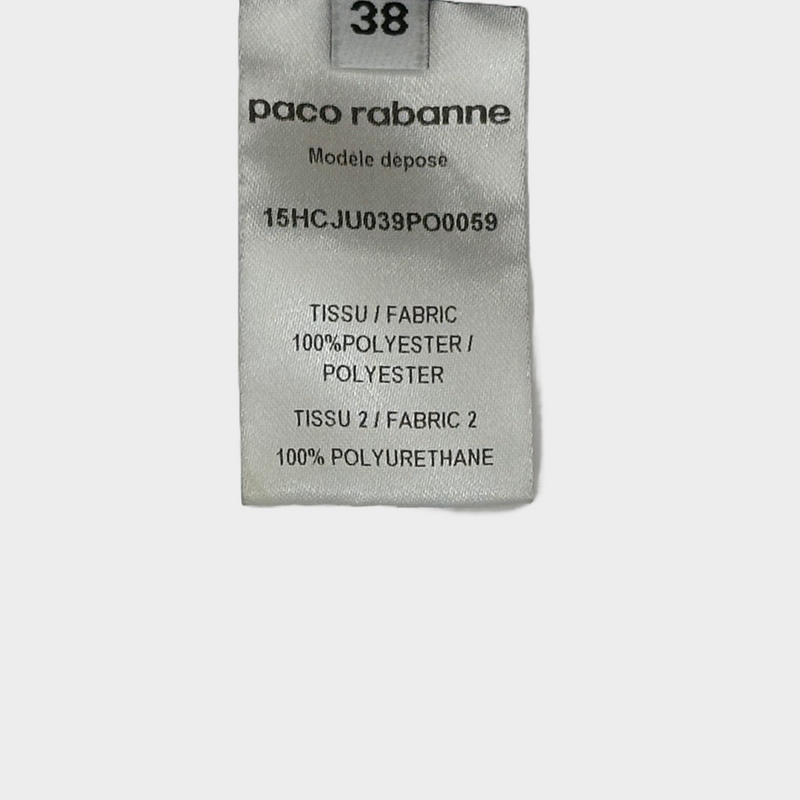 38
paco rabanne
Modèle déposé
15HCJU039PO0059
TISSU / FABRIC
100%POLYESTER /
POLYESTER
TISSU 2 / FABRIC 2
100% POLYURETHANE